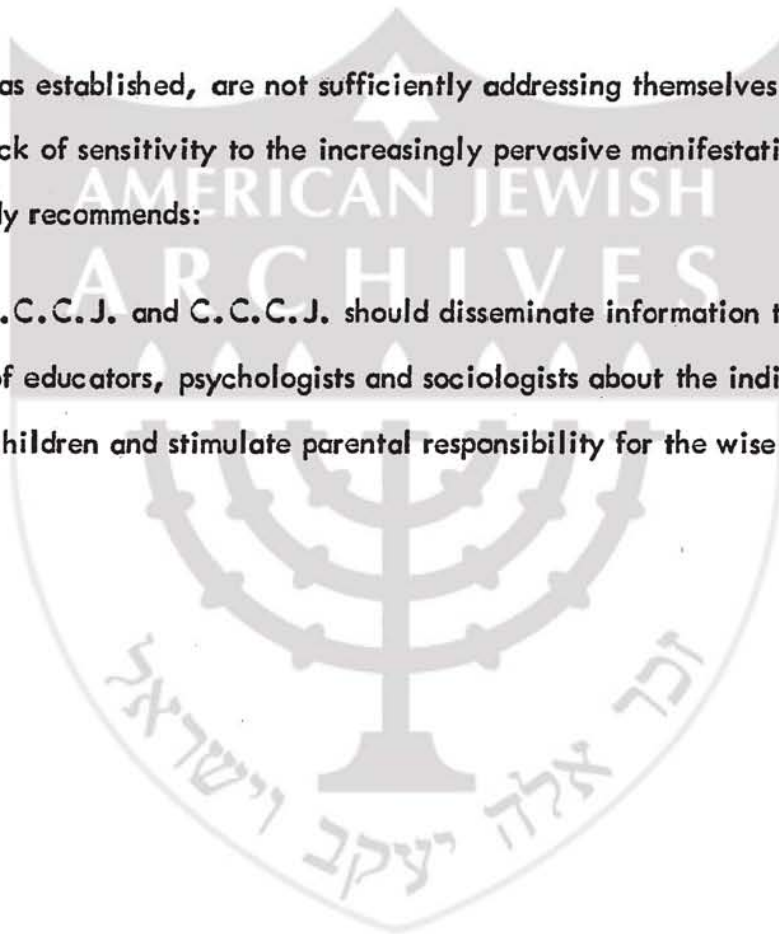 as established, are not sufficiently addressing themselves
ck of sensitivity to the increasingly pervasive manifestati
AMERICAN JEWISH
ly recommends:
ARCHIVES
.C.C.J. and C.C.C.J. should disseminate information t
of educators, psychologists and sociologists about the indi
hildren and stimulate parental responsibility for the wise
זכר אלה יעקב וישראל